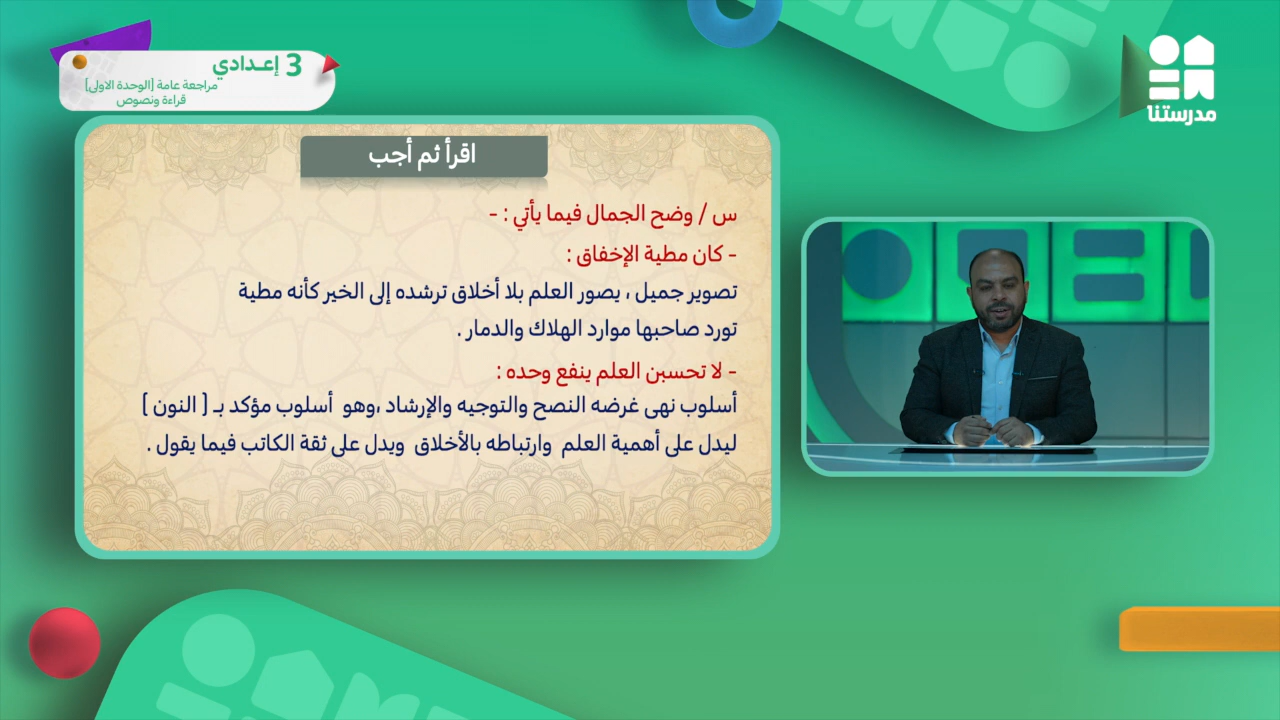 3 إعدادي
مراجعة عامة [الوحدة الاولى]
قراءة ونصوص
مدرستنا
اقرأ ثم أجب
س / وضح الجمال فيما يأتي : -
- كان مطية الإخفاق :
تصوير جميل ، يصور العلم بلا أخلاق ترشده إلى الخير كأنه مطية
تورد صاحبها موارد الهلاك والدمار .
- لا تحسبن العلم ينفع وحده :
أسلوب نهى غرضه النصح والتوجيه والإرشاد ،وهو أسلوب مؤكد بـ [ النون ]
ليدل على أهمية العلم وارتباطه بالأخلاق ويدل على ثقة الكاتب فيما يقول .